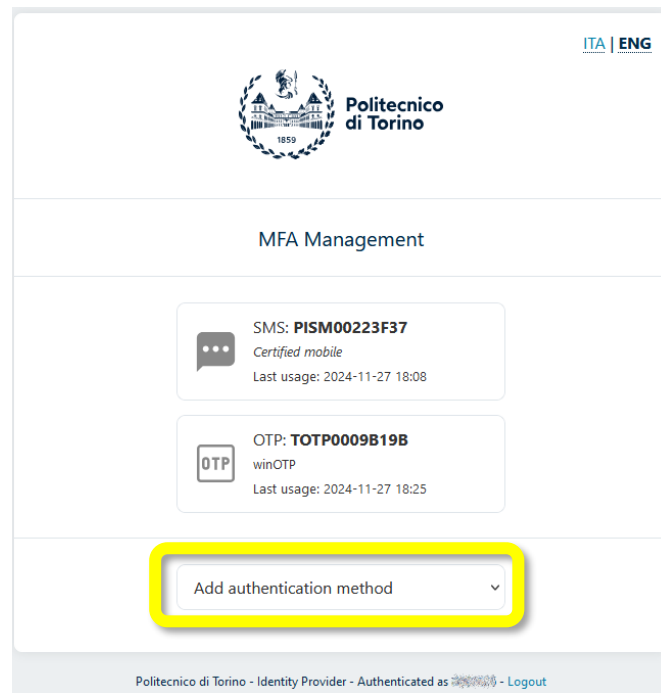 ITA | ENG
Politecnico
di Torino
1859
MFA Management
SMS: PISM00223F37
Certified mobile
Last usage: 2024-11-27 18:08
OTP
OTP: TOTP0009B19B
winOTP
Last usage: 2024-11-27 18:25
Add authentication method
Politecnico di Torino - Identity Provider - Authenticated as - Logout